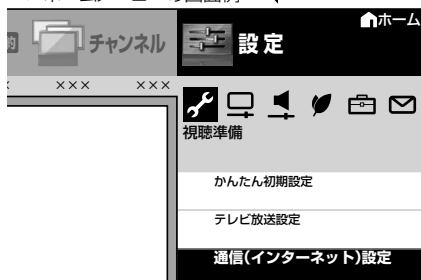 ホーム
チャンネル
設定
××× ×××
視聴準備
かんたん初期設定
テレビ放送設定
通信(インターネット)設定